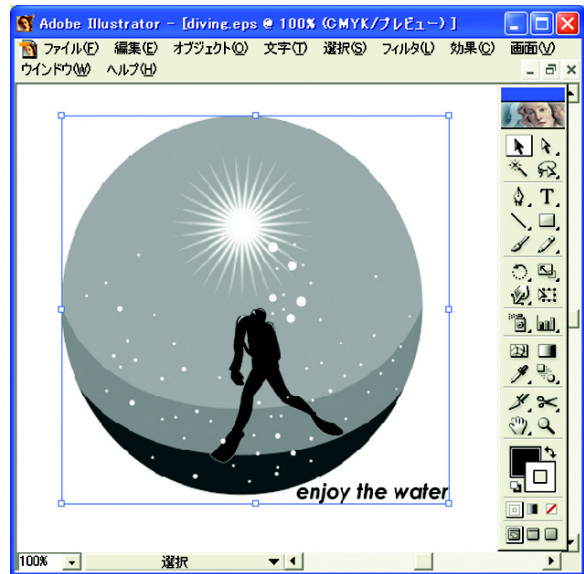 Adobe Illustrator - [diving.eps @ 100% (CMYK/プレビュー) ]
ファイル(F) 編集(E) オブジェクト(O) 文字(T) 選択(S) フィルタ(L) 効果(C) 画面(V)
ウインドウ(W) ヘルプ(H)
enjoy the water
100% 選択